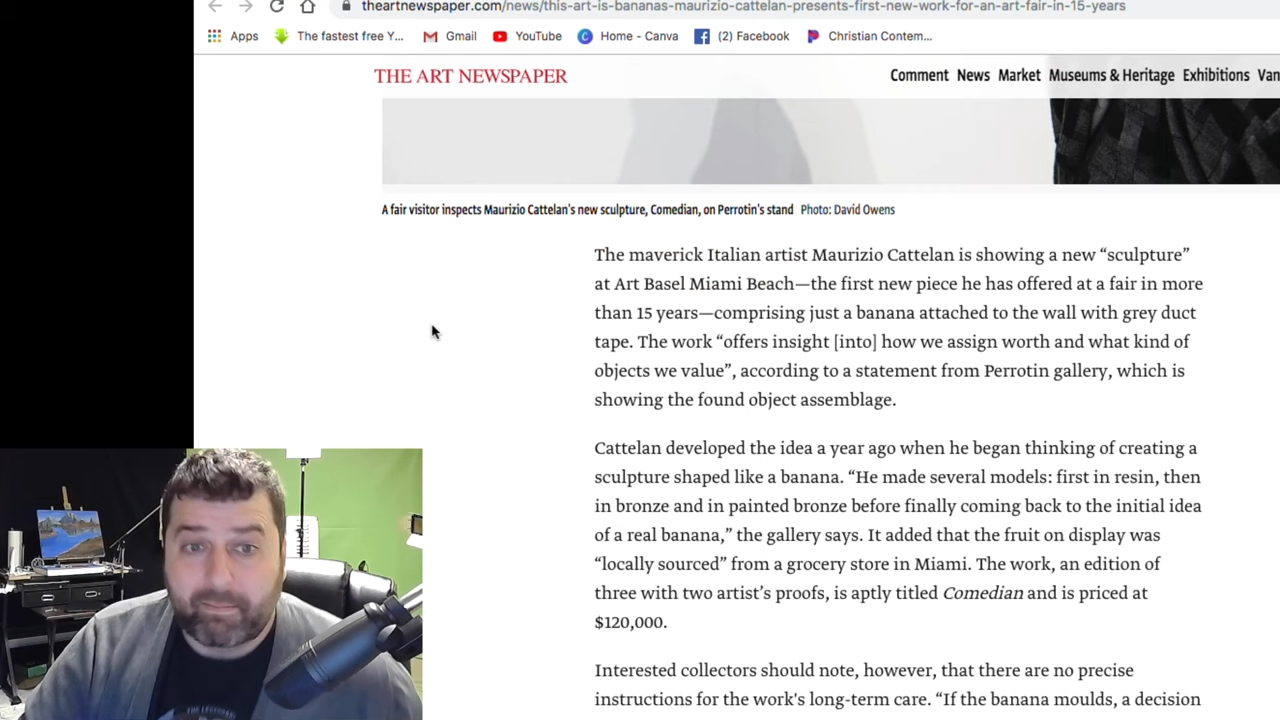 theartnewspaper.com/news/this-art-is-bananas-maurizio-cattelan-presents-first-new-work-for-an-art-fair-in-15-years
Apps The fastest free Y... Gmail YouTube Home - Canva (2) Facebook Christian Contem...
THE ART NEWSPAPER Comment News Market Museums & Heritage Exhibitions Van
A fair visitor inspects Maurizio Cattelan's new sculpture, Comedian, on Perrotin's stand Photo: David Owens
The maverick Italian artist Maurizio Cattelan is showing a new “sculpture”
at Art Basel Miami Beach—the first new piece he has offered at a fair in more
than 15 years—comprising just a banana attached to the wall with grey duct
tape. The work “offers insight [into] how we assign worth and what kind of
objects we value”, according to a statement from Perrotin gallery, which is
showing the found object assemblage.
Cattelan developed the idea a year ago when he began thinking of creating a
sculpture shaped like a banana. “He made several models: first in resin, then
in bronze and in painted bronze before finally coming back to the initial idea
of a real banana,” the gallery says. It added that the fruit on display was
“locally sourced” from a grocery store in Miami. The work, an edition of
three with two artist’s proofs, is aptly titled Comedian and is priced at
$120,000.
Interested collectors should note, however, that there are no precise
instructions for the work's long-term care. “If the banana moulds, a decision
THE LEGENDARY